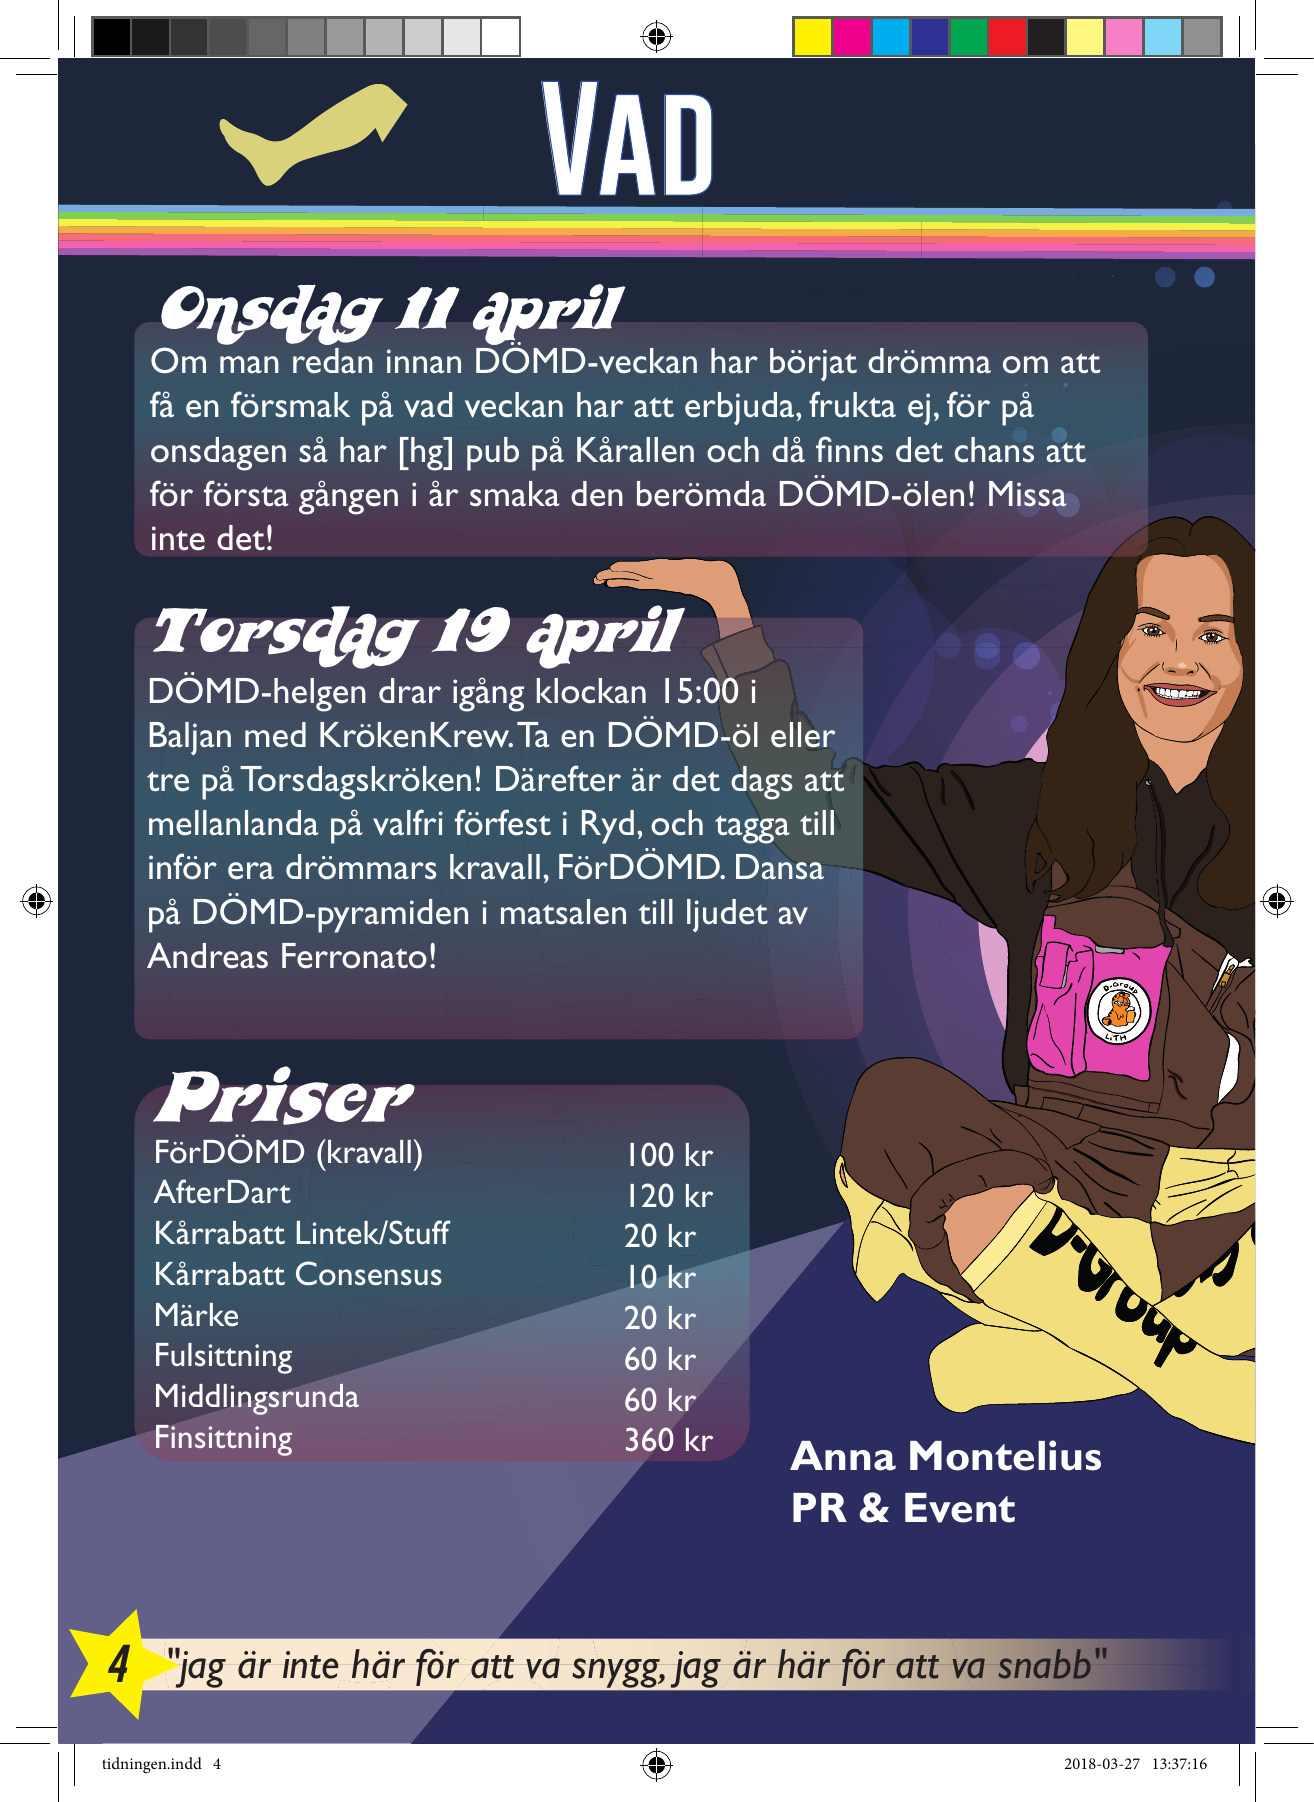 VAD
Onsdag 11 april
Om man redan innan DÖMD-veckan har börjat drömma om att
få en försmak på vad veckan har att erbjuda, frukta ej, för på
onsdagen så har [hg] pub på Kårallen och då finns det chans att
för första gången i år smaka den berömda DÖMD-ölen! Missa
inte det!
Torsdag 19 april
DÖMD-helgen drar igång klockan 15:00 i
Baljan med KrökenKrew. Ta en DÖMD-öl eller
tre på Torsdagskröken! Därefter är det dags att
mellanlanda på valfri förfest i Ryd, och tagga till
inför era drömmars kravall, FörDÖMD. Dansa
på DÖMD-pyramiden i matsalen till ljudet av
Andreas Ferronato!
D-Group
LiTH
Priser
FörDÖMD (kravall) 100 kr
AfterDart 120 kr
Kårrabatt Lintek/Stuff 20 kr
Kårrabatt Consensus 10 kr
Märke 20 kr
Fulsittning 60 kr
Middlingsrunda 60 kr
Finsittning 360 kr
D-Group
Anna Montelius
PR & Event
4 "jag är inte här för att va snygg, jag är här för att va snabb"
tidningen.indd 4 2018-03-27 13:37:16